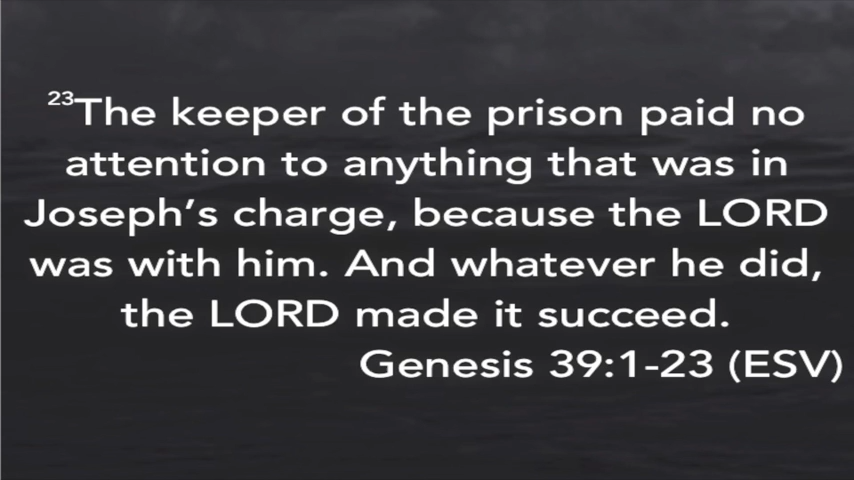 23The keeper of the prison paid no
attention to anything that was in
Joseph's charge, because the LORD
was with him. And whatever he did,
the LORD made it succeed.
Genesis 39:1-23 (ESV)